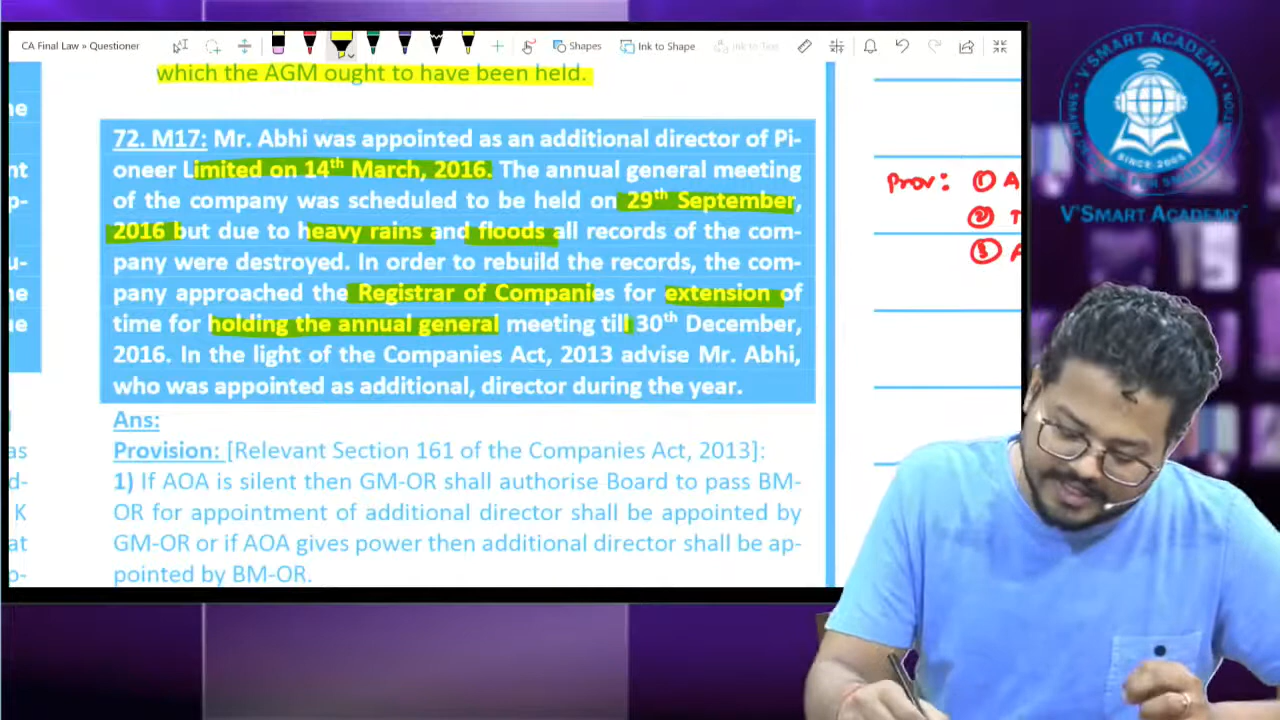 CA Final Law » Questioner
Shapes
Ink to Shape
Ink to Text
which the AGM ought to have been held.
72. M17: Mr. Abhi was appointed as an additional director of Pi-
oneer Limited on 14th March, 2016. The annual general meeting
of the company was scheduled to be held on 29th September,
2016 but due to heavy rains and floods all records of the com-
pany were destroyed. In order to rebuild the records, the com-
pany approached the Registrar of Companies for extension of
time for holding the annual general meeting till 30th December,
2016. In the light of the Companies Act, 2013 advise Mr. Abhi,
who was appointed as additional, director during the year.
Ans:
Provision: [Relevant Section 161 of the Companies Act, 2013]:
1) If AOA is silent then GM-OR shall authorise Board to pass BM-
OR for appointment of additional director shall be appointed by
GM-OR or if AOA gives power then additional director shall be ap-
pointed by BM-OR.
Prov: ① A
② T
③ A
V'SMART ACADEMY
SINCE 2008
V'SMART ACADEMY